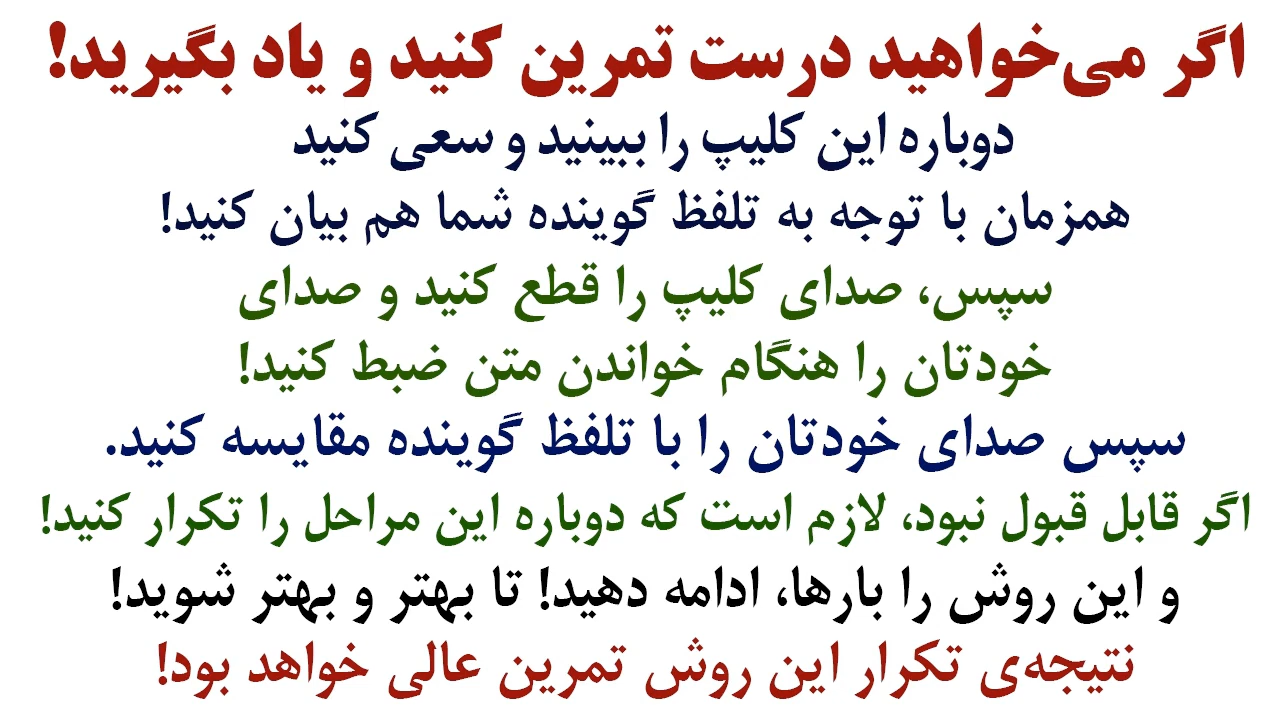 اگر می‌خواهید درست تمرین کنید و یاد بگیرید!
دوباره این کلیپ را ببینید و سعی کنید
همزمان با توجه به تلفظ گوینده شما هم بیان کنید!
سپس، صدای کلیپ را قطع کنید و صدای
خودتان را هنگام خواندن متن ضبط کنید!
سپس صدای خودتان را با تلفظ گوینده مقایسه کنید.
اگر قابل قبول نبود، لازم است که دوباره این مراحل را تکرار کنید!
و این روش را بارها، ادامه دهید! تا بهتر و بهتر شوید!
نتیجه‌ی تکرار این روش تمرین عالی خواهد بود!